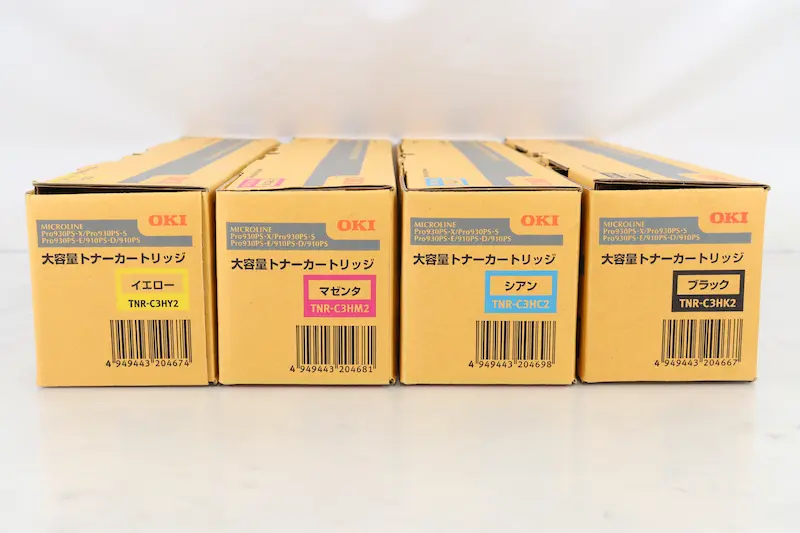 OKI
MICROLINE
Pro930PS-X/Pro930PS-S
Pro930PS-E/910PS-D/910PS
大容量トナーカートリッジ
イエロー
TNR-C3HY2
4 949443 204674
OKI
MICROLINE
Pro930PS-X/Pro930PS-S
Pro930PS-E/910PS-D/910PS
大容量トナーカートリッジ
マゼンタ
TNR-C3HM2
4 949443 204681
OKI
MICROLINE
Pro930PS-X/Pro930PS-S
Pro930PS-E/910PS-D/910PS
大容量トナーカートリッジ
シアン
TNR-C3HC2
4 949443 204698
OKI
MICROLINE
Pro930PS-X/Pro930PS-S
Pro930PS-E/910PS-D/910PS
大容量トナーカートリッジ
ブラック
TNR-C3HK2
4 949443 204667